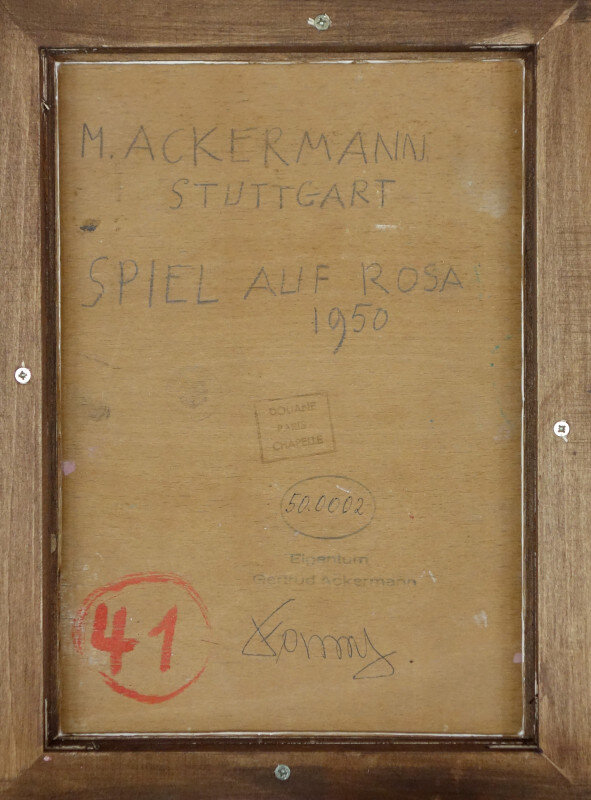 M. ACKERMANN
STUTTGART
SPIEL AUF ROSA
1950
DOUANE
PARIS
CHAPELLE
50.0002
Eigentum
Gertrud Ackermann
41